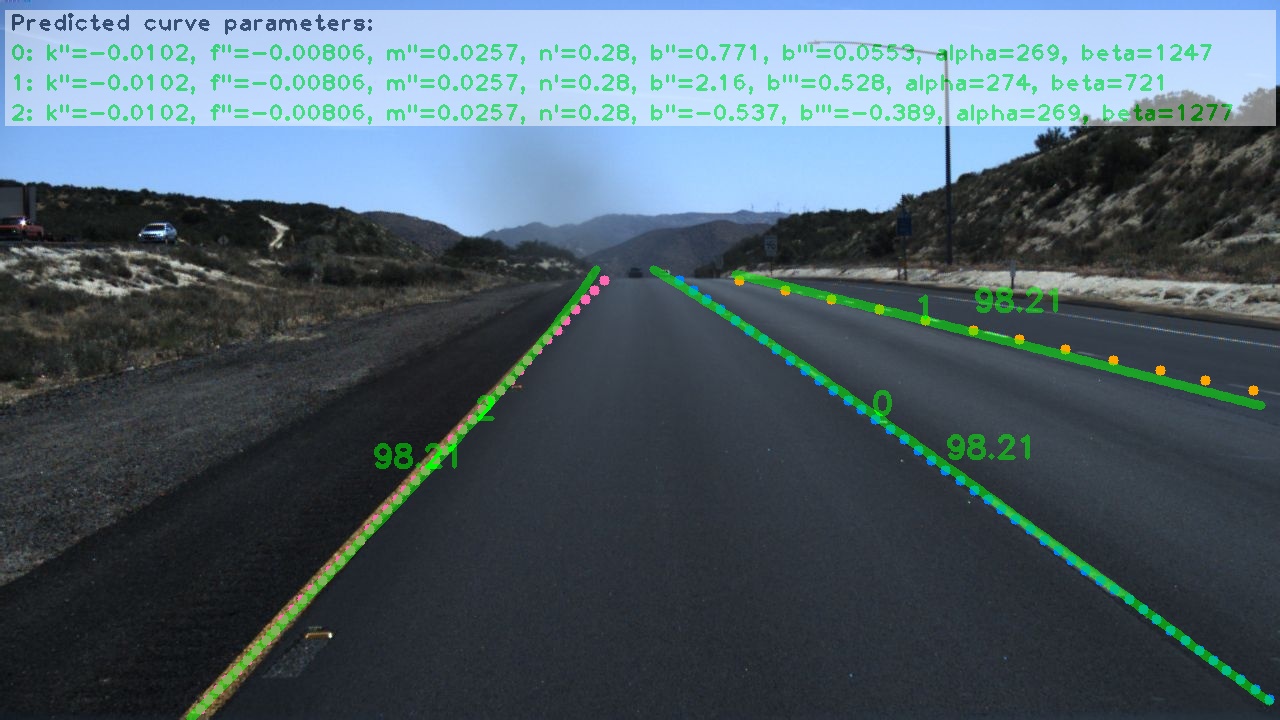 Predicted curve parameters:
0: k''=-0.0102, f''=-0.00806, m''=0.0257, n'=0.28, b''=0.771, b'''=0.0553, alpha=269, beta=1247
1: k''=-0.0102, f''=-0.00806, m''=0.0257, n'=0.28, b''=2.16, b'''=0.528, alpha=274, beta=721
2: k''=-0.0102, f''=-0.00806, m''=0.0257, n'=0.28, b''=-0.537, b'''=-0.389, alpha=269, beta=1277
1 98.21
2
0
98.21
98.21